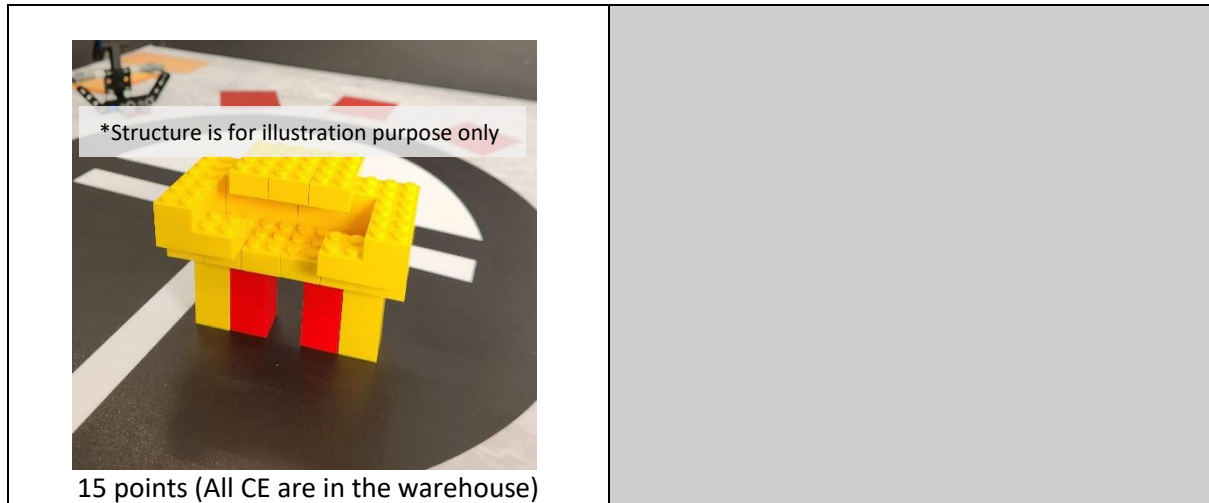 *Structure is for illustration purpose only
15 points (All CE are in the warehouse)